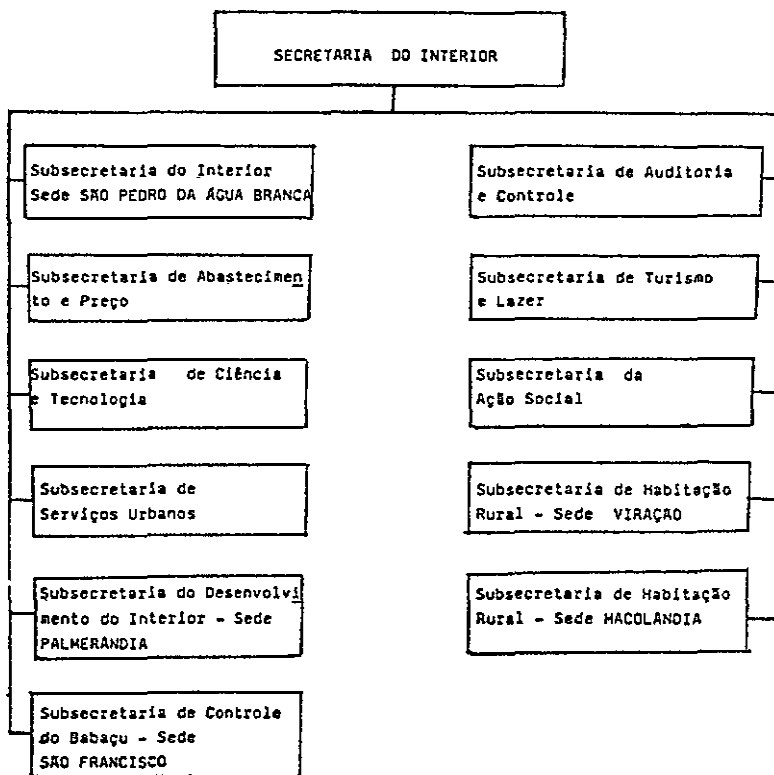 SECRETARIA DO INTERIOR
Subsecretaria do Interior
Sede SÃO PEDRO DA ÁGUA BRANCA
Subsecretaria de Abastecimen
to e Preço
Subsecretaria de Ciência
e Tecnologia
Subsecretaria de
Serviços Urbanos
Subsecretaria do Desenvolvi
mento do Interior - Sede
PALMERÂNDIA
Subsecretaria de Controle
do Babaçu - Sede
SÃO FRANCISCO
Subsecretaria de Auditoria
e Controle
Subsecretaria de Turismo
e Lazer
Subsecretaria da
Ação Social
Subsecretaria de Habitação
Rural - Sede VIRAÇÃO
Subsecretaria de Habitação
Rural - Sede MACOLANDIA